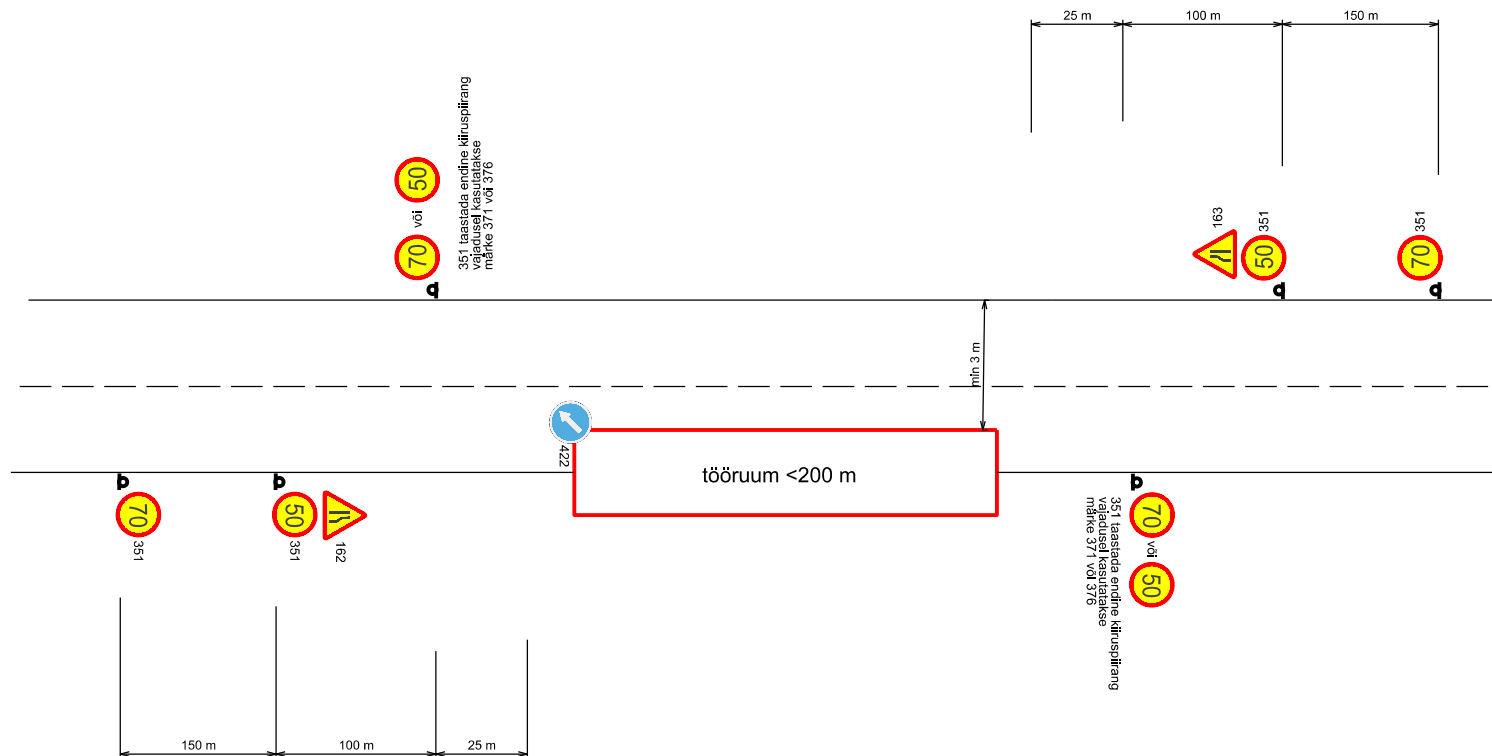 25 m
100 m
150 m
50
või
70
351 taastada endine kiiruspiirang
vajadusel kasutatakse
märke 371 või 376
163
351
50
351
70
min 3 m
422
tööruum <200 m
70
351
50
351
162
70
või
50
351 taastada endine kiiruspiirang
vajadusel kasutatakse
märke 371 või 376
150 m
100 m
25 m